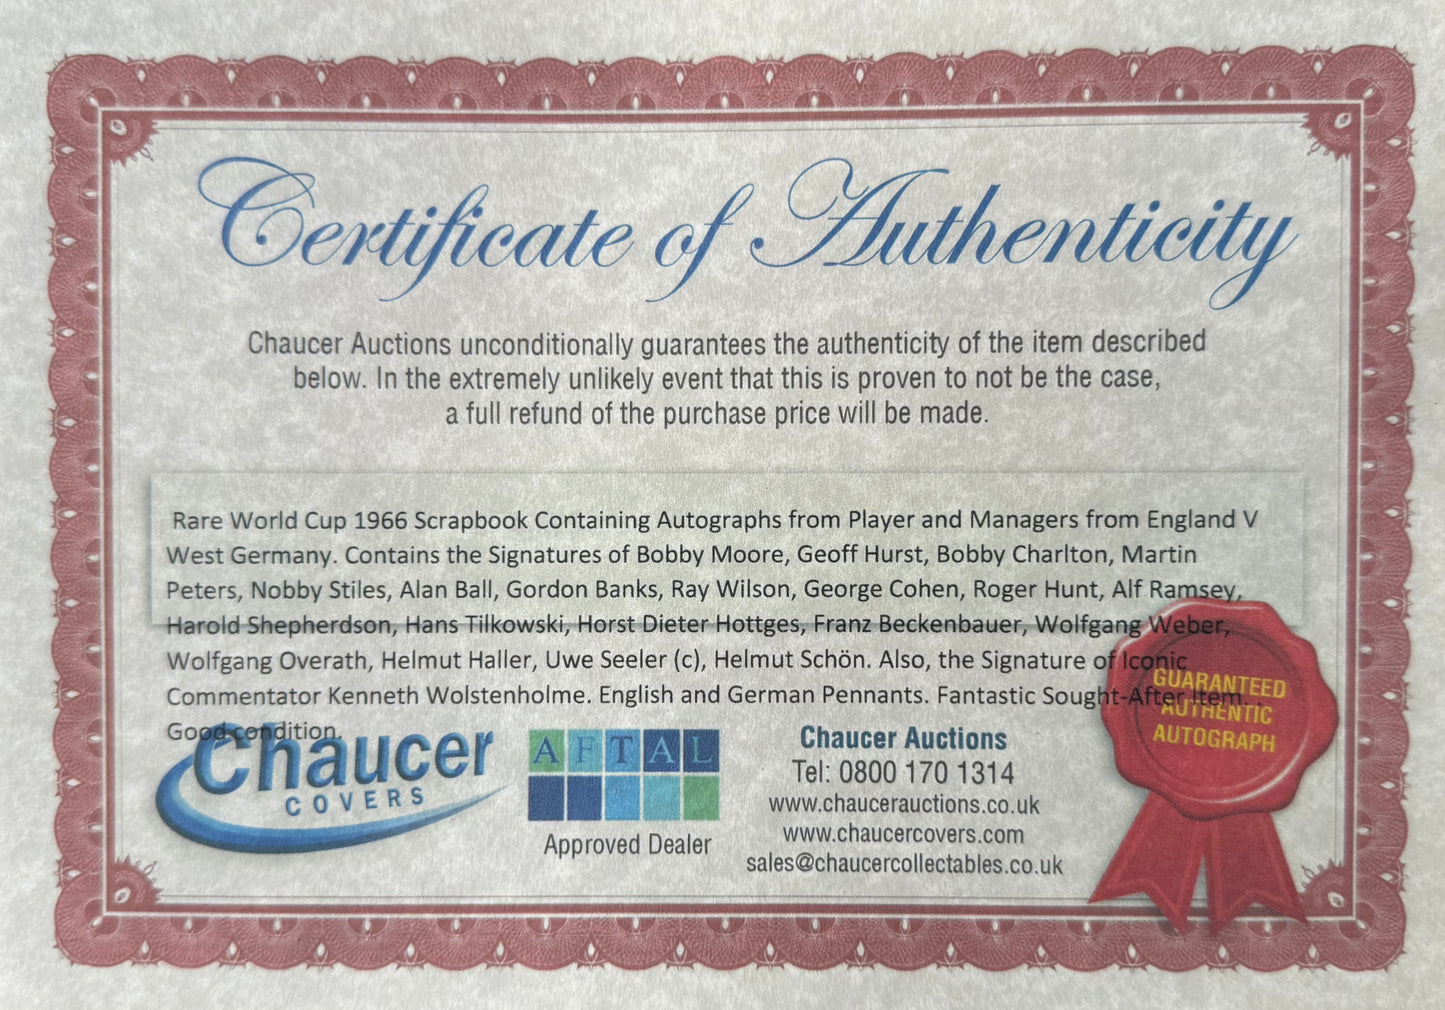 Certificate of Authenticity
Chaucer Auctions unconditionally guarantees the authenticity of the item described
below. In the extremely unlikely event that this is proven to not be the case,
a full refund of the purchase price will be made.
Rare World Cup 1966 Scrapbook Containing Autographs from Player and Managers from England V
West Germany. Contains the Signatures of Bobby Moore, Geoff Hurst, Bobby Charlton, Martin
Peters, Nobby Stiles, Alan Ball, Gordon Banks, Ray Wilson, George Cohen, Roger Hunt, Alf Ramsey,
Harold Shepherdson, Hans Tilkowski, Horst Dieter Hottges, Franz Beckenbauer, Wolfgang Weber,
Wolfgang Overath, Helmut Haller, Uwe Seeler (c), Helmut Schön. Also, the Signature of Iconic
Commentator Kenneth Wolstenholme. English and German Pennants. Fantastic Sought-After Item
Good condition.
Chaucer
COVERS
AFTAL
Approved Dealer
Chaucer Auctions
Tel: 0800 170 1314
www.chaucerauctions.co.uk
www.chaucercovers.com
sales@chaucercollectables.co.uk
GUARANTEED
AUTHENTIC
AUTOGRAPH